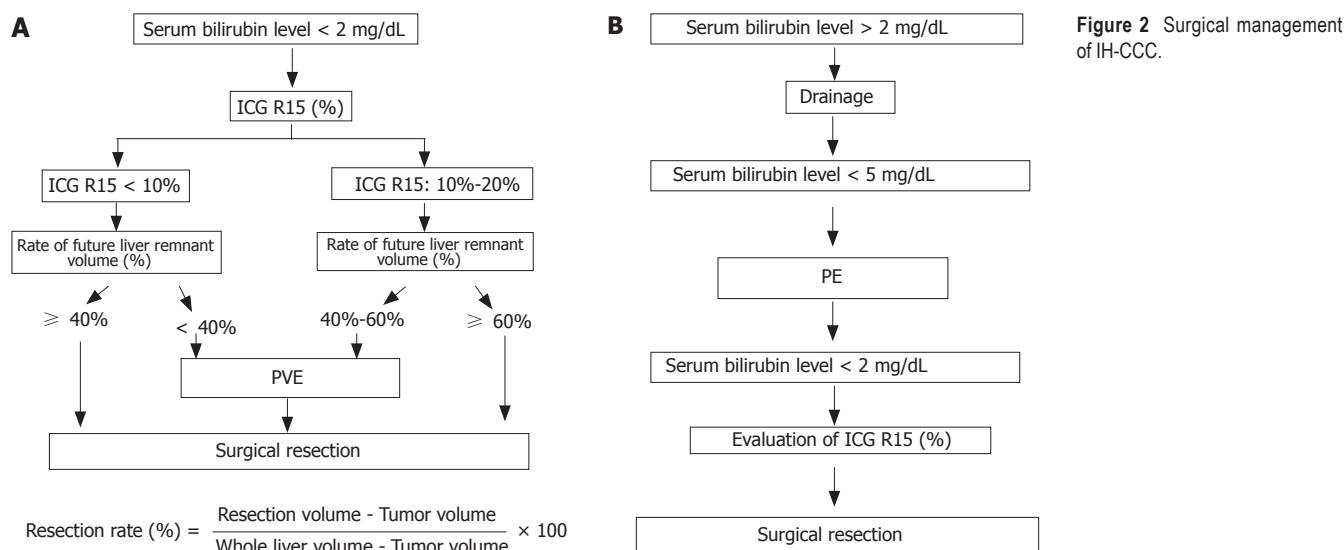 A
Serum bilirubin level < 2 mg/dL
ICG R15 (%)
ICG R15 < 10%
ICG R15: 10%-20%
Rate of future liver remnant
volume (%)
Rate of future liver remnant
volume (%)
≥ 40%
< 40%
40%-60%
≥ 60%
PVE
Surgical resection
Resection rate (%) = Resection volume - Tumor volume × 100
Whole liver volume - Tumor volume
B
Serum bilirubin level > 2 mg/dL
Drainage
Serum bilirubin level < 5 mg/dL
PE
Serum bilirubin level < 2 mg/dL
Evaluation of ICG R15 (%)
Surgical resection
Figure 2 Surgical management
of IH-CCC.